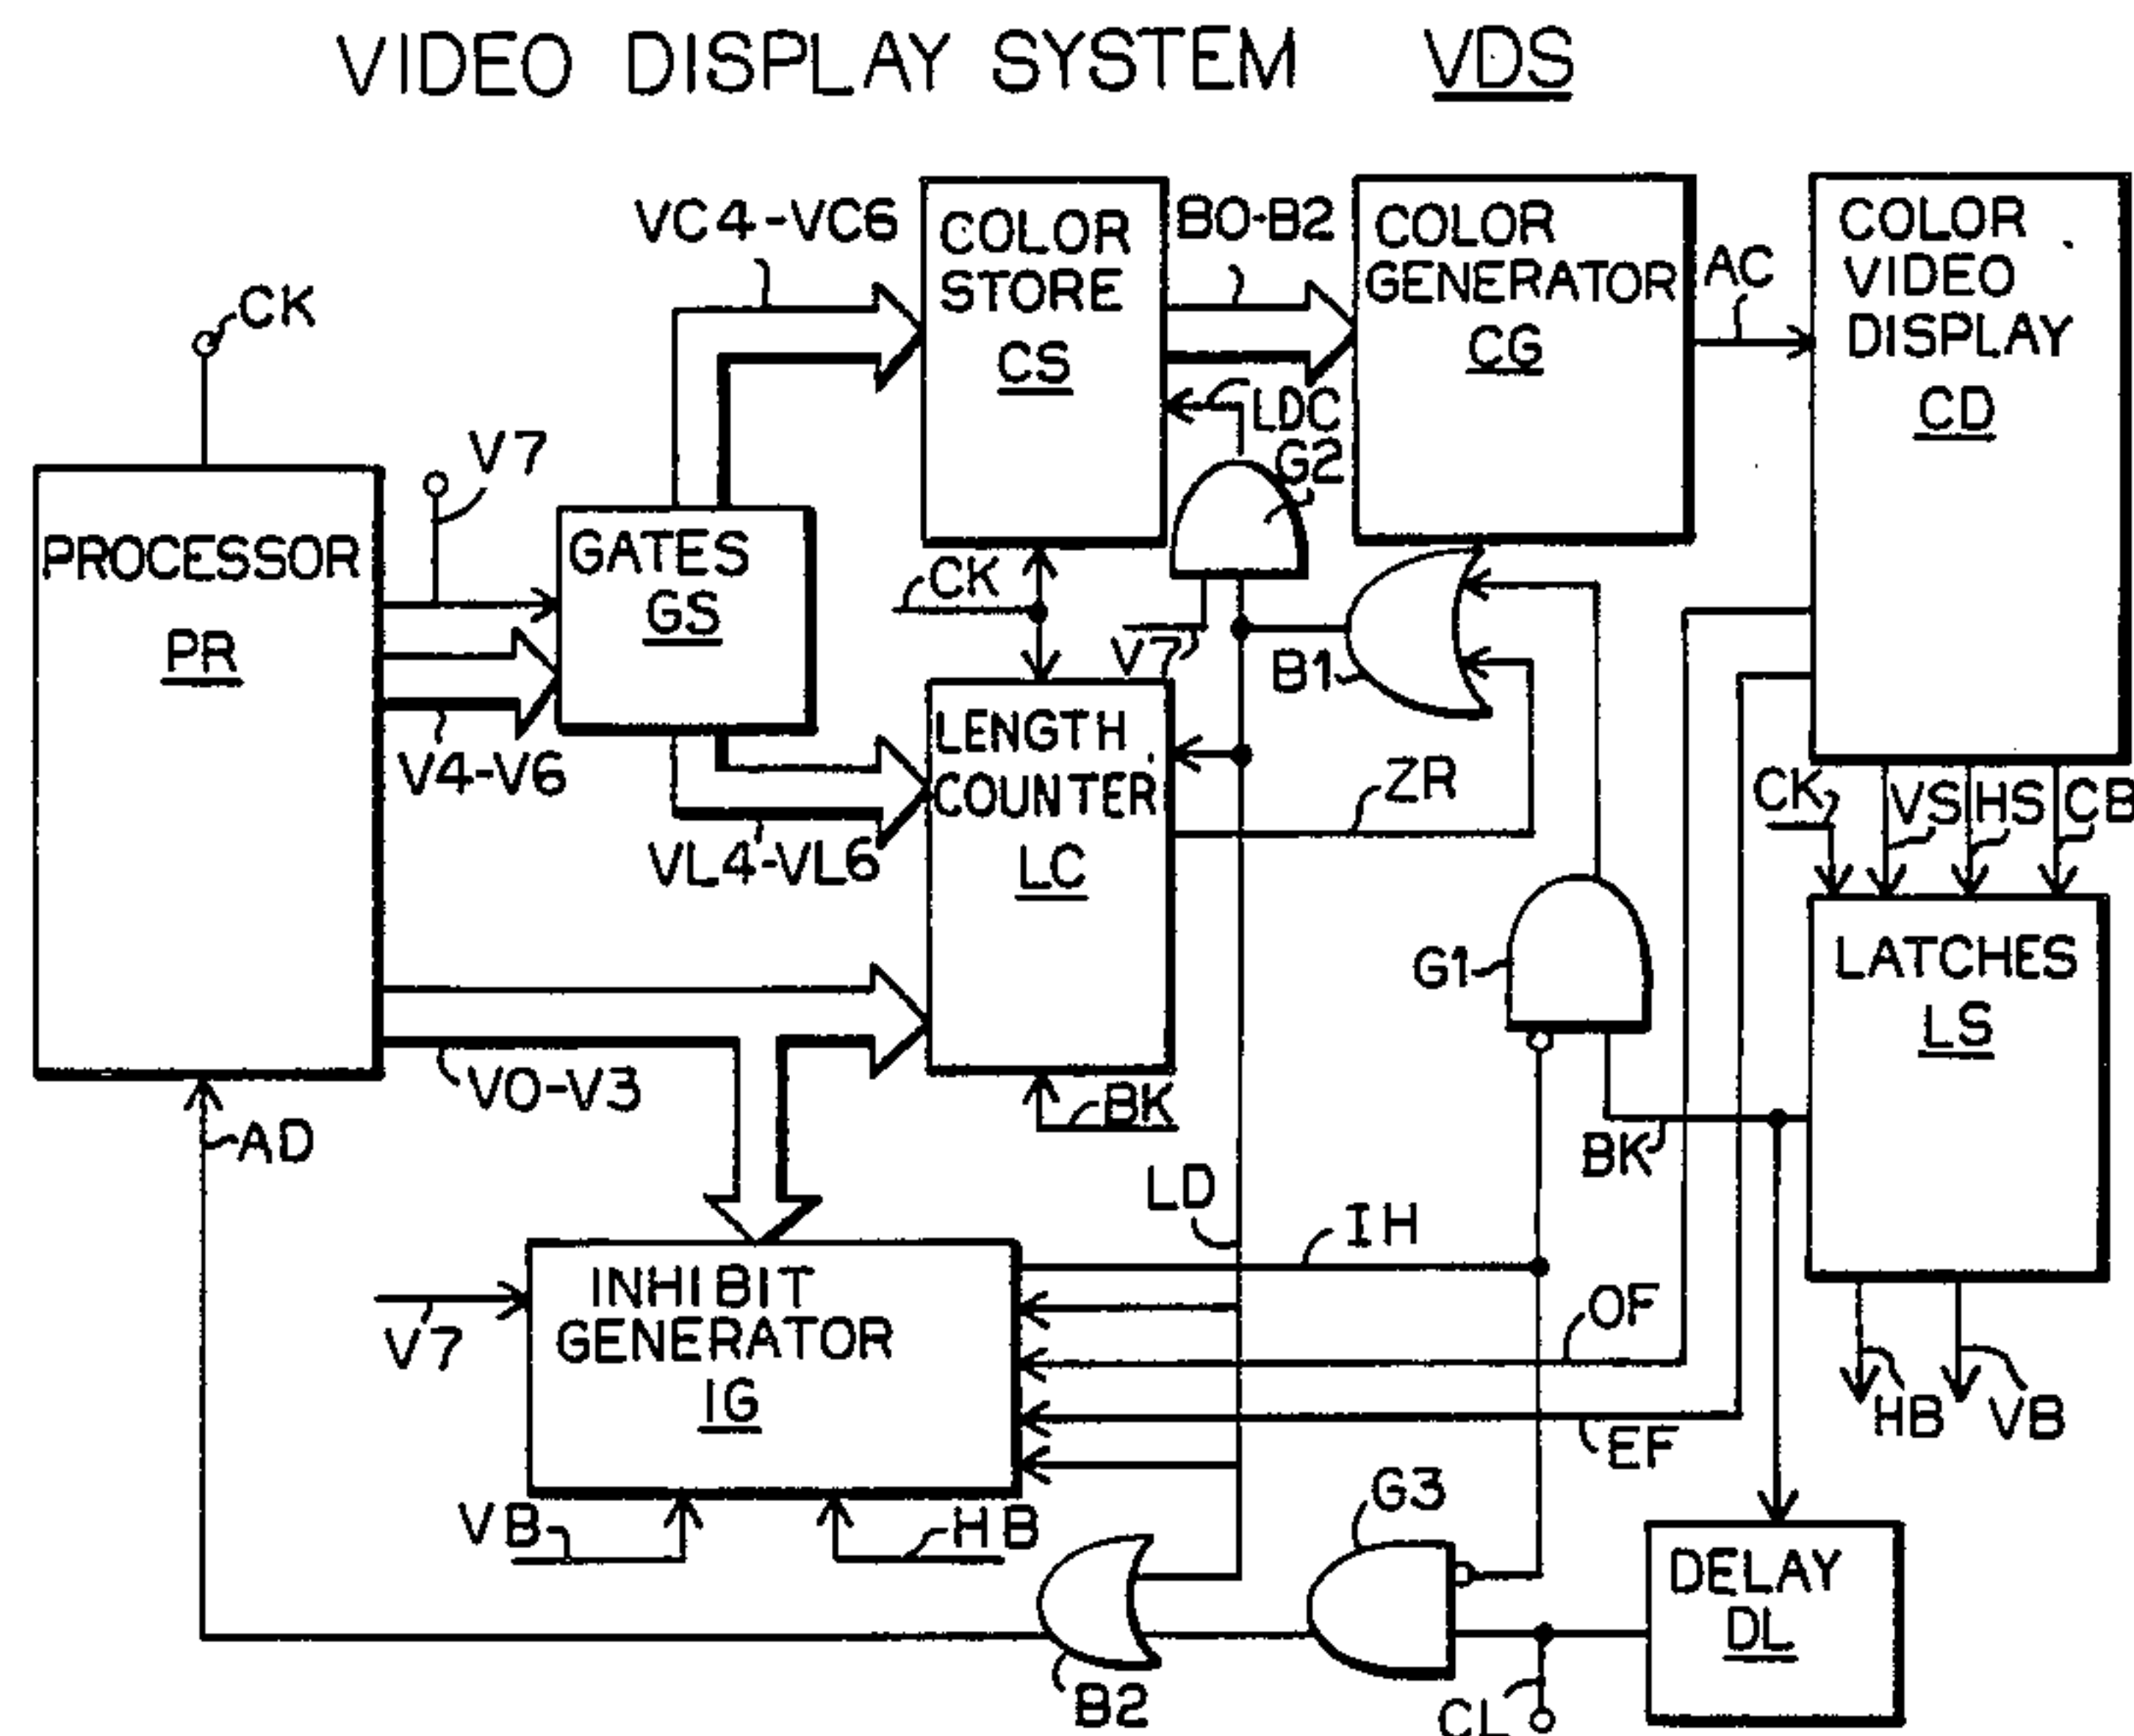 VIDEO DISPLAY SYSTEM VDS
VC4-VC6
COLOR
STORE
CS
B0-B2
COLOR
GENERATOR
CG
AC
COLOR
VIDEO
DISPLAY
CD
CK
LDC
G2
V7
PROCESSOR
PR
GATES
GS
CK
V7
B1
V4-V6
LENGTH
COUNTER
LC
ZR
CK
VS
HS
CB
VL4-VL6
G1
LATCHES
LS
V0-V3
BK
AD
BK
LD
IH
INHIBIT
GENERATOR
IG
V7
OF
HB
VB
EF
G3
VB
HB
DELAY
DL
B2
CL